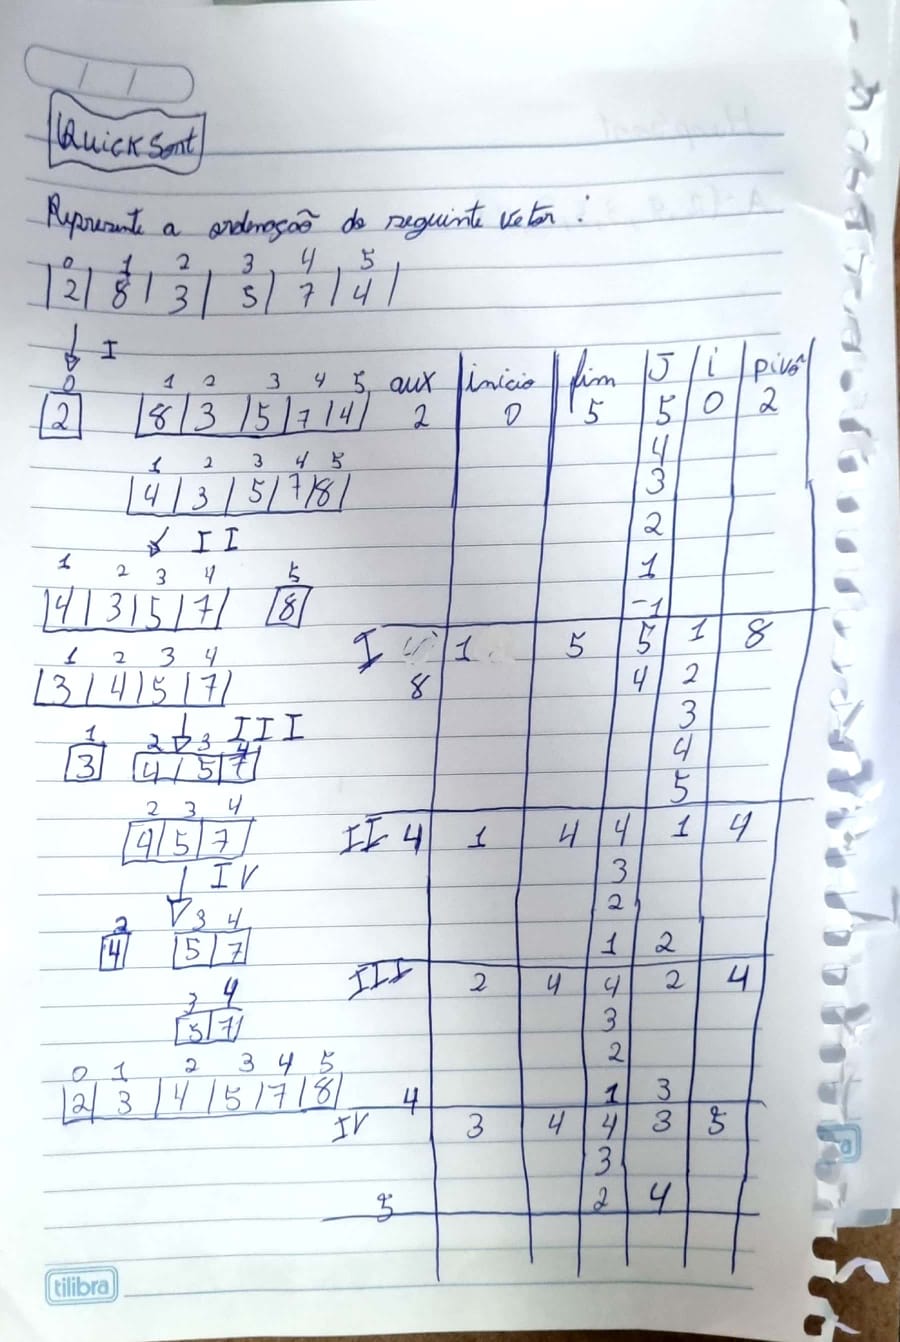 / /
QuickSort
Represente a ordenação do seguinte vetor:
0 1 2 3 4 5
|2|8|3|5|7|4|
I
0 1 2 3 4 5 aux início fim J i pivô
|2| |8|3|5|7|4| 2 0 5 5 0 2
4
1 2 3 4 5
|4|3|5|7|8| 3
II 2
1 2 3 4 5 1
|4|3|5|7| |8| -1
I 1 5 5 1 8
1 2 3 4
|3|4|5|7| 8 4 2
III 3
1 2 3 4 4
|3| |4|5|7| 5
2 3 4
|4|5|7| II 4 1 4 4 1 4
IV 3
2 3 4 2
|4| |5|7| 1 2
III 2 4 4 2 4
3 4
|5|7| 3
2
0 1 2 3 4 5
|2|3|4|5|7|8| 4 1 3
IV 3 4 4 3 5
3
5 2 4
tilibra